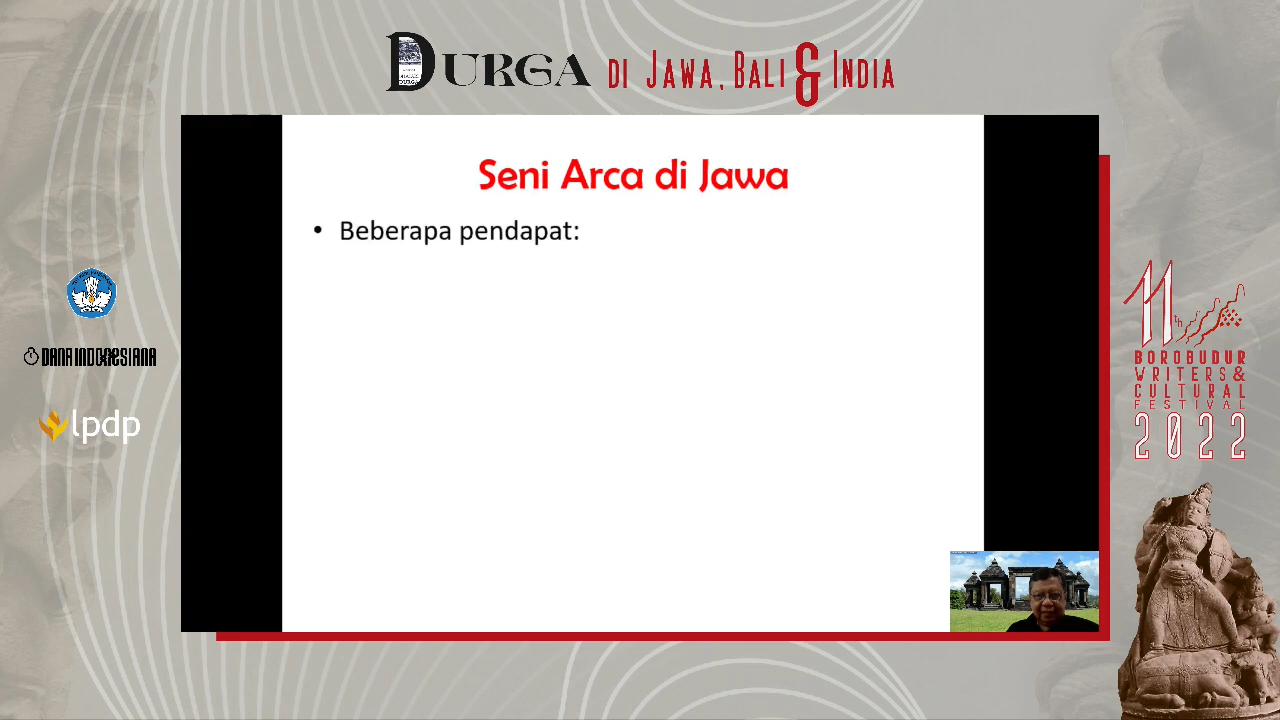 DURGA DI JAWA, BALI & INDIA
Seni Arca di Jawa
• Beberapa pendapat:
DANA INDONESIANA
lpdp
11th
BOROBUDUR
WRITERS &
CULTURAL
FESTIVAL
2022